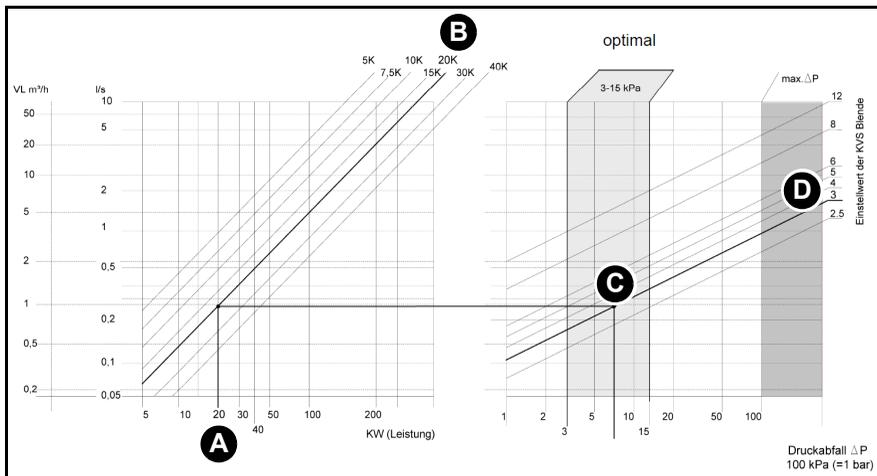 optimal
B
5K 10K 20K 40K
7,5K 15K 30K
3-15 kPa
max. ΔP
VL m³/h
l/s
50
20
10
5
2
1
0,5
0,2
10
5
2
1
0,5
0,2
0,1
0,05
12
8
6
5
4
3
2.5
Einstellwert der KVS Blende
D
C
5 10 20 30 100 200
40
KW (Leistung)
A
1 2 5 10 20 50 100
3 15
Druckabfall ΔP
100 kPa (=1 bar)